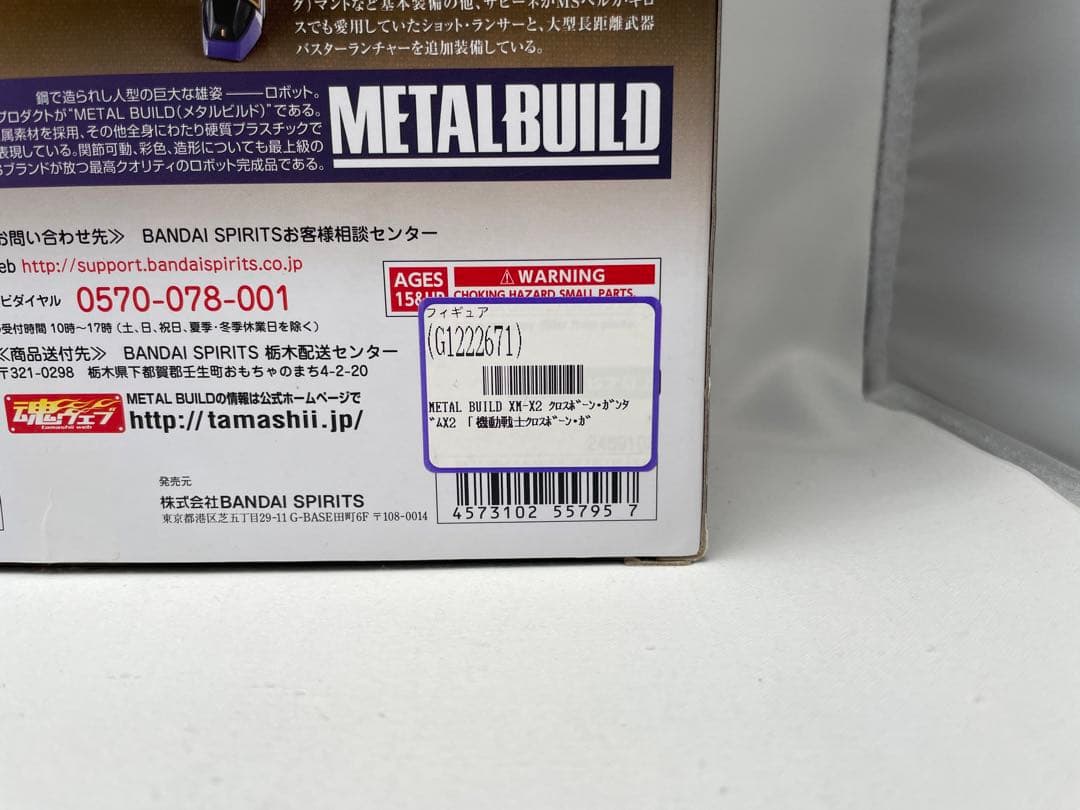 ダ)マントなど基本装備の他、ザビーネがMSベルガ・ギロ
スでも愛用していたショット・ランサーと、大型長距離武器
バスターランチャーを追加装備している。
鋼で造られし人型の巨大な雄姿 ――ロボット。
プロダクトが“METAL BUILD(メタルビルド)”である。
属素材を採用、その他全身にわたり硬質プラスチックで
表現している。関節可動、彩色、造形についても最上級の
Sブランドが放つ最高クオリティのロボット完成品である。
METAL BUILD
お問い合わせ先≫ BANDAI SPIRITSお客様相談センター
eb http://support.bandaispirits.co.jp
ビダイヤル 0570-078-001
受付時間 10時~17時 (土、日、祝日、夏季・冬季休業日を除く)
≪商品送付先≫ BANDAI SPIRITS 栃木配送センター
〒321-0298 栃木県下都賀郡壬生町おもちゃのまち4-2-20
魂ウェブ
tamashii web
METAL BUILDの情報は公式ホームページで
http://tamashii.jp/
発売元
株式会社BANDAI SPIRITS
東京都港区芝五丁目29-11 G-BASE田町6F 〒108-0014
AGES
15&UP
⚠WARNING
CHOKING HAZARD SMALL PARTS.
フィギュア
(G1222671)
METAL BUILD XM-X2 クロスボーン・ガンダ
ムX2 「機動戦士クロスボーン・ガ
4573102 55795 7